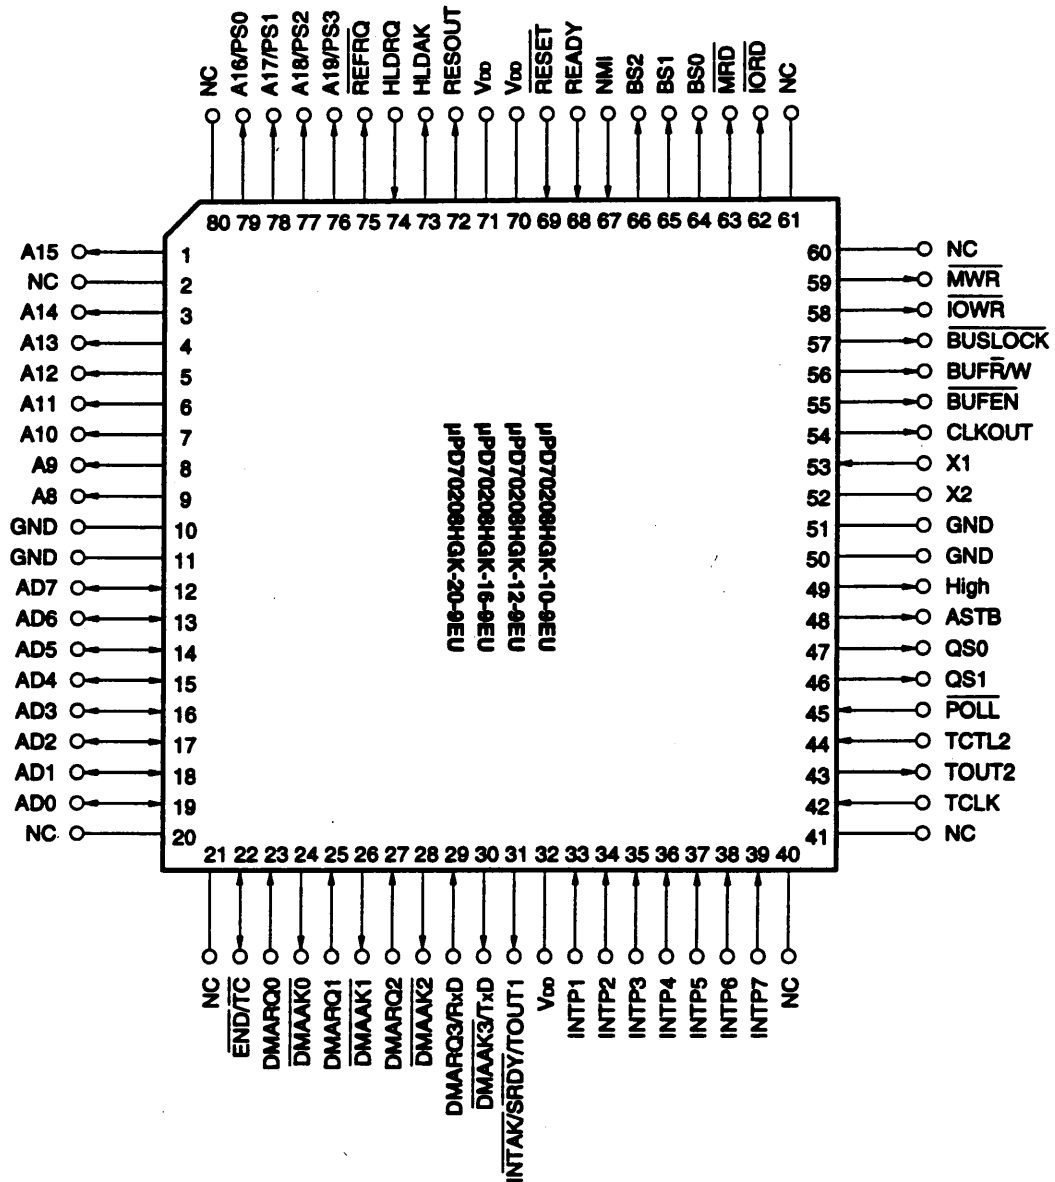 NC
A16/PS0
A17/PS1
A18/PS2
A19/PS3
REFRQ
HLDRQ
HLDAK
RESOUT
VDD
VDD
RESET
READY
NMI
BS2
BS1
BS0
MRD
IORD
NC
80 79 78 77 76 75 74 73 72 71 70 69 68 67 66 65 64 63 62 61
A15 1
NC 2
A14 3
A13 4
A12 5
A11 6
A10 7
A9 8
A8 9
GND 10
GND 11
AD7 12
AD6 13
AD5 14
AD4 15
AD3 16
AD2 17
AD1 18
AD0 19
NC 20
µPD70208HGK-10-9EU
µPD70208HGK-12-9EU
µPD70208HGK-16-9EU
µPD70208HGK-20-9EU
60 NC
59 MWR
58 IOWR
57 BUSLOCK
56 BUFR/W
55 BUFEN
54 CLKOUT
53 X1
52 X2
51 GND
50 GND
49 High
48 ASTB
47 QS0
46 QS1
45 POLL
44 TCTL2
43 TOUT2
42 TCLK
41 NC
21 22 23 24 25 26 27 28 29 30 31 32 33 34 35 36 37 38 39 40
NC
END/TC
DMARQ0
DMAAK0
DMARQ1
DMAAK1
DMARQ2
DMAAK2
DMARQ3/RxD
DMAAK3/TxD
INTAK/SRDY/TOUT1
VDD
INTP1
INTP2
INTP3
INTP4
INTP5
INTP6
INTP7
NC